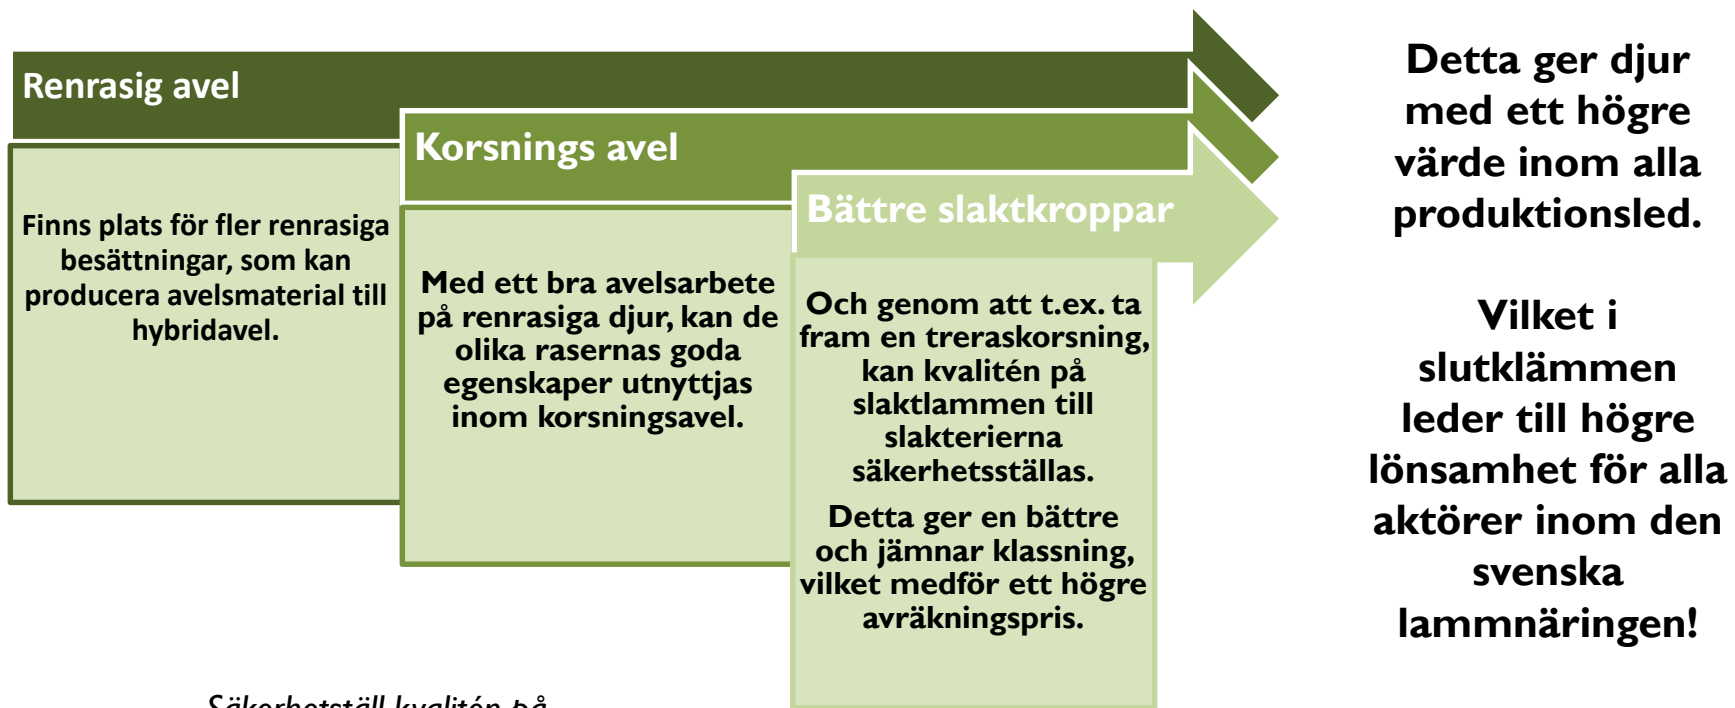 Renrasig avel
Finns plats för fler renrasiga
besättningar, som kan
producera avelsmaterial till
hybridavel.
Korsnings avel
Med ett bra avelsarbete
på renrasiga djur, kan de
olika rasernas goda
egenskaper utnyttjas
inom korsningsavel.
Bättre slaktkroppar
Och genom att t.ex. ta
fram en treraskorsning,
kan kvalitén på
slaktlammen till
slakterierna
säkerhetsställas.
Detta ger en bättre
och jämnar klassning,
vilket medför ett högre
avräkningspris.
Detta ger djur
med ett högre
värde inom alla
produktionsled.
Vilket i
slutklämmen
leder till högre
lönsamhet för alla
aktörer inom den
svenska
lammnäringen!
Säkerhetställ kvalitén på